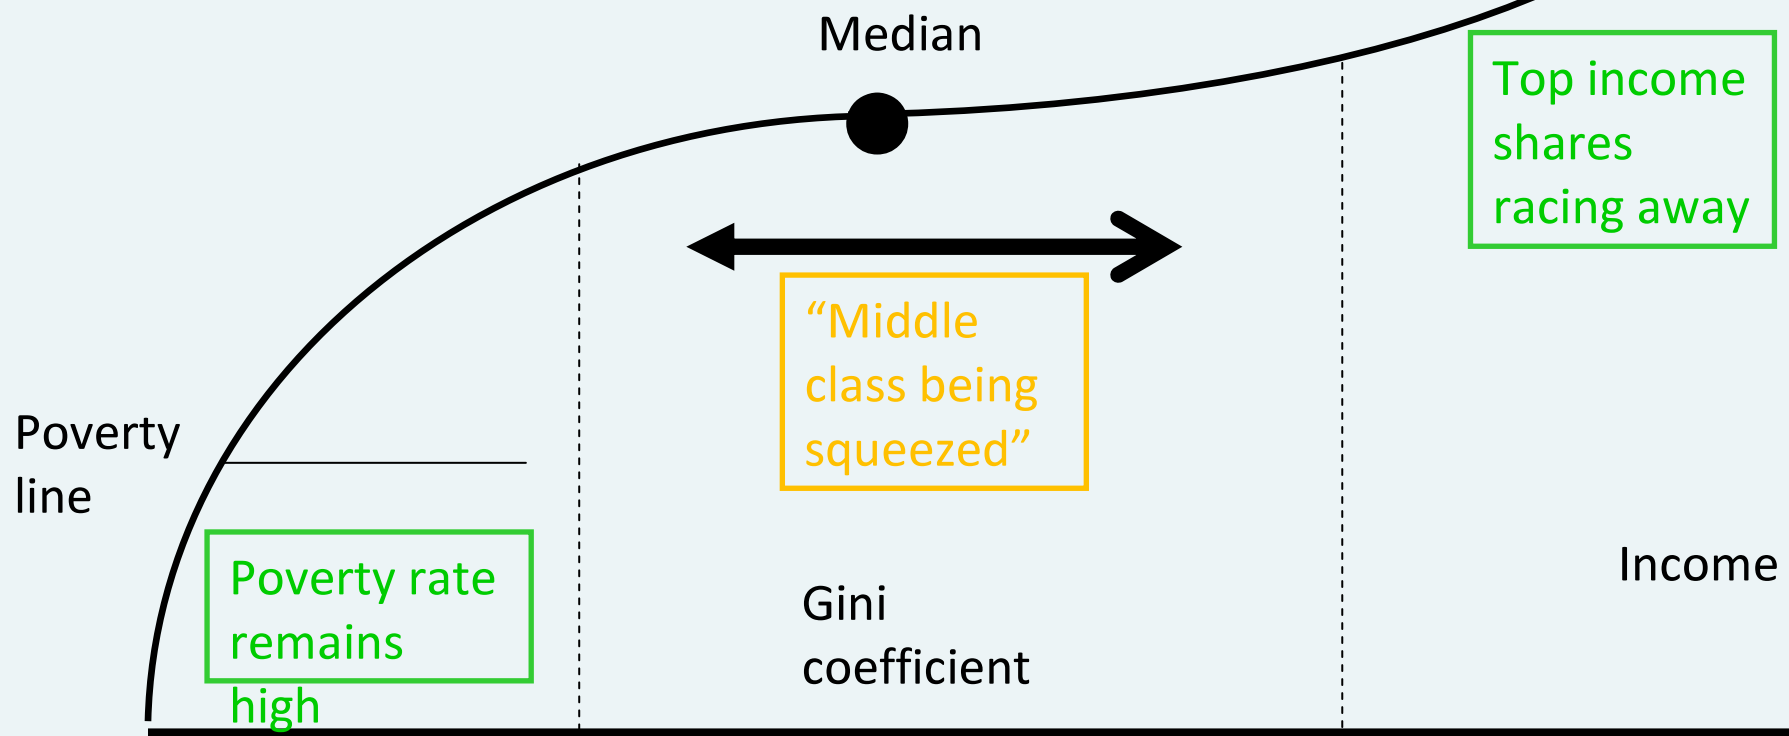 Median
Top income
shares
racing away
“Middle
class being
squeezed”
Poverty
line
Poverty rate
remains
high
Gini
coefficient
Income